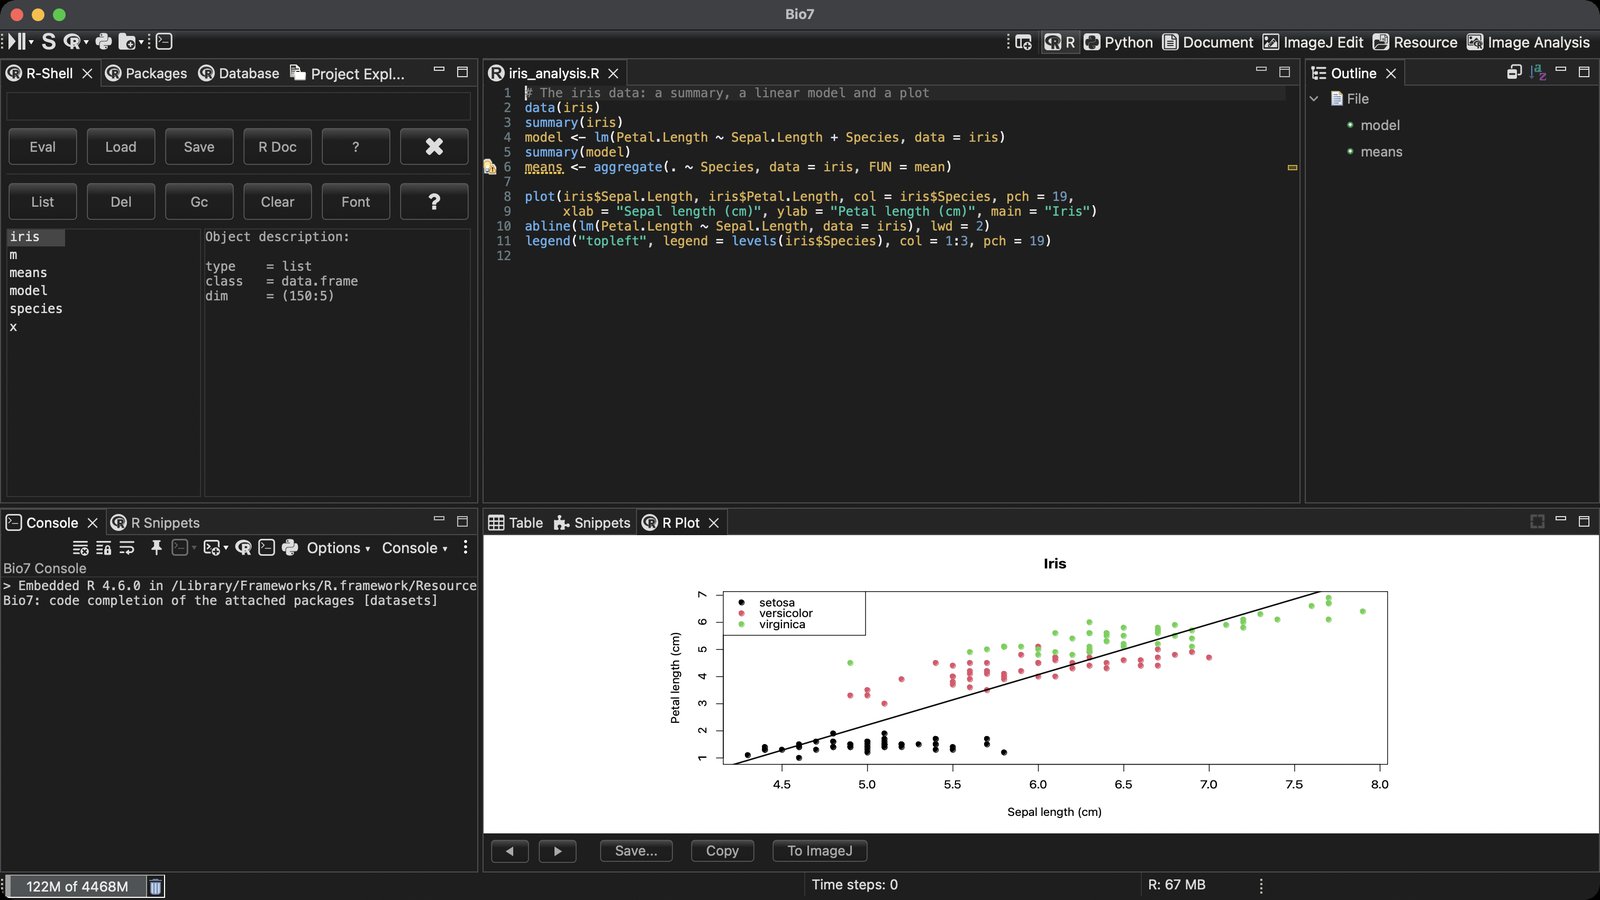 Bio7
R Python Document ImageJ Edit Resource Image Analysis
R-Shell Packages Database Project Expl...
Eval Load Save R Doc ?
List Del Gc Clear Font ?
iris
m
means
model
species
x
Object description:
type = list
class = data.frame
dim = (150:5)
iris_analysis.R
1 # The iris data: a summary, a linear model and a plot
2 data(iris)
3 summary(iris)
4 model <- lm(Petal.Length ~ Sepal.Length + Species, data = iris)
5 summary(model)
6 means <- aggregate(. ~ Species, data = iris, FUN = mean)
7
8 plot(iris$Sepal.Length, iris$Petal.Length, col = iris$Species, pch = 19,
9 xlab = "Sepal length (cm)", ylab = "Petal length (cm)", main = "Iris")
10 abline(lm(Petal.Length ~ Sepal.Length, data = iris), lwd = 2)
11 legend("topleft", legend = levels(iris$Species), col = 1:3, pch = 19)
12
Outline
File
model
means
Console R Snippets
Options Console
Bio7 Console
> Embedded R 4.6.0 in /Library/Frameworks/R.framework/Resource
Bio7: code completion of the attached packages [datasets]
Table Snippets R Plot
Iris
setosa
versicolor
virginica
Petal length (cm)
7
6
5
4
3
2
1
4.5 5.0 5.5 6.0 6.5 7.0 7.5 8.0
Sepal length (cm)
Save... Copy To ImageJ
122M of 4468M
Time steps: 0
R: 67 MB